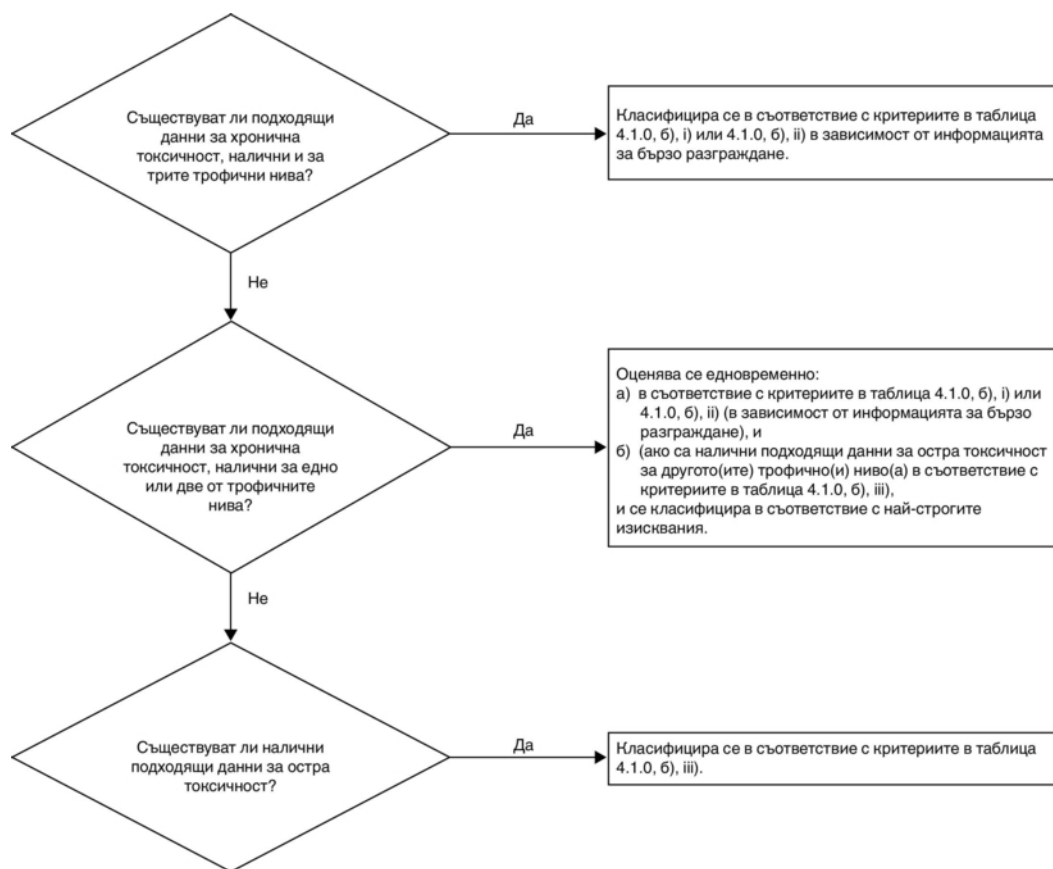 Съществуват ли подходящи
данни за хронична
токсичност, налични и за
трите трофични нива?
Да
Класифицира се в съответствие с критериите в таблица
4.1.0, б), i) или 4.1.0, б), ii) в зависимост от информацията
за бързо разграждане.
Не
Съществуват ли подходящи
данни за хронична
токсичност, налични за едно
или две от трофичните
нива?
Да
Оценява се едновременно:
а) в съответствие с критериите в таблица 4.1.0, б), i) или
4.1.0, б), ii) (в зависимост от информацията за бързо
разграждане), и
б) (ако са налични подходящи данни за остра токсичност
за другото(ите) трофично(и) ниво(а) в съответствие с
критериите в таблица 4.1.0, б), iii),
и се класифицира в съответствие с най-строгите
изисквания.
Не
Съществуват ли налични
подходящи данни за остра
токсичност?
Да
Класифицира се в съответствие с критериите в таблица
4.1.0, б), iii).